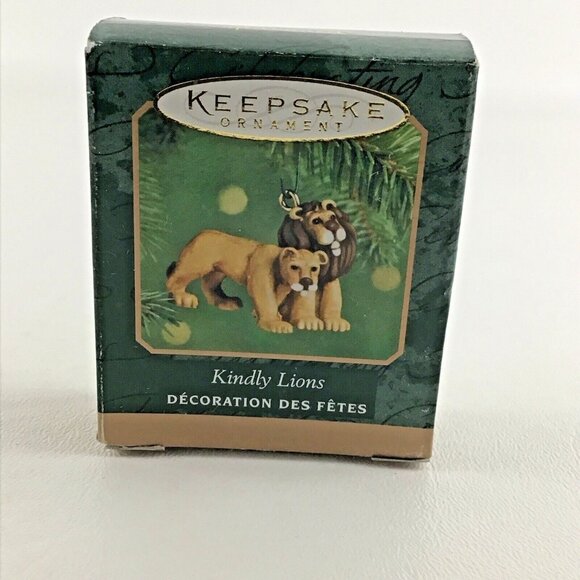 KEEPSAKE
ORNAMENT
Kindly Lions
DÉCORATION DES FÊTES